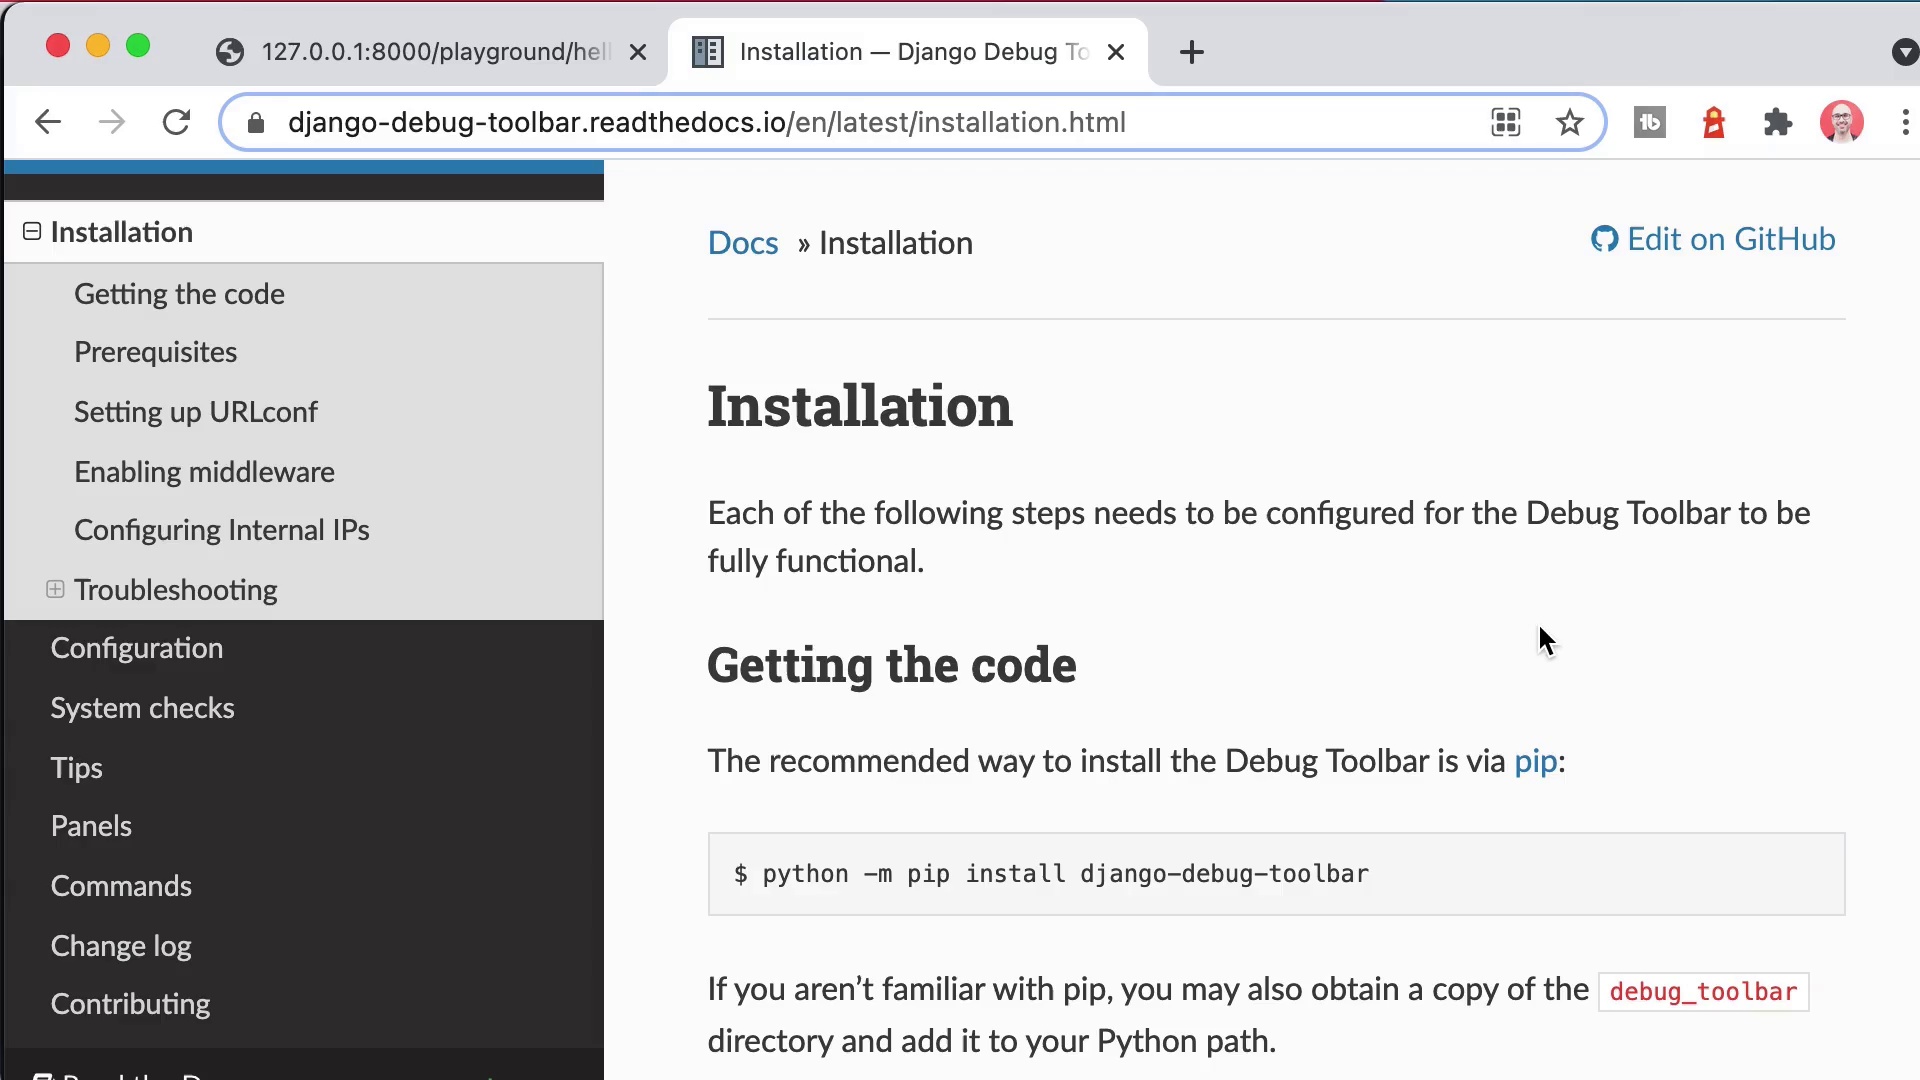 127.0.0.1:8000/playground/hell
Installation — Django Debug To
django-debug-toolbar.readthedocs.io/en/latest/installation.html
Installation
Getting the code
Prerequisites
Setting up URLconf
Enabling middleware
Configuring Internal IPs
Troubleshooting
Configuration
System checks
Tips
Panels
Commands
Change log
Contributing
Docs » Installation
Edit on GitHub
Installation
Each of the following steps needs to be configured for the Debug Toolbar to be
fully functional.
Getting the code
The recommended way to install the Debug Toolbar is via pip:
$ python -m pip install django-debug-toolbar
If you aren’t familiar with pip, you may also obtain a copy of the debug_toolbar
directory and add it to your Python path.